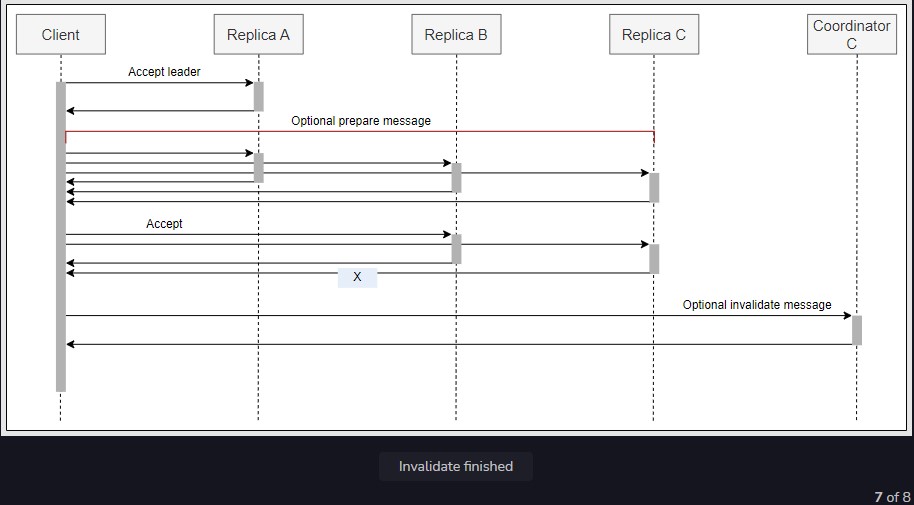 Client
Replica A
Replica B
Replica C
Coordinator
C
Accept leader
Optional prepare message
Accept
X
Optional invalidate message
Invalidate finished
7 of 8